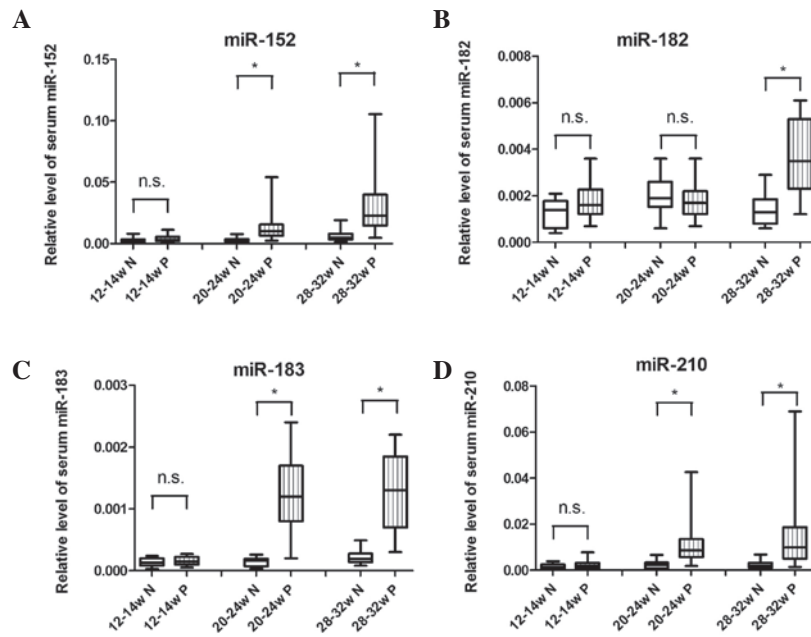 A
miR-152
Relative level of serum miR-152
0.15
0.10
0.05
0.00
n.s.
*
*
12-14w N
12-14w P
20-24w N
20-24w P
28-32w N
28-32w P
B
miR-182
Relative level of serum miR-182
0.008
0.006
0.004
0.002
0.000
n.s.
n.s.
*
12-14w N
12-14w P
20-24w N
20-24w P
28-32w N
28-32w P
C
miR-183
Relative level of serum miR-183
0.003
0.002
0.001
0.000
n.s.
*
*
12-14w N
12-14w P
20-24w N
20-24w P
28-32w N
28-32w P
D
miR-210
Relative level of serum miR-210
0.08
0.06
0.04
0.02
0.00
n.s.
*
*
12-14w N
12-14w P
20-24w N
20-24w P
28-32w N
28-32w P